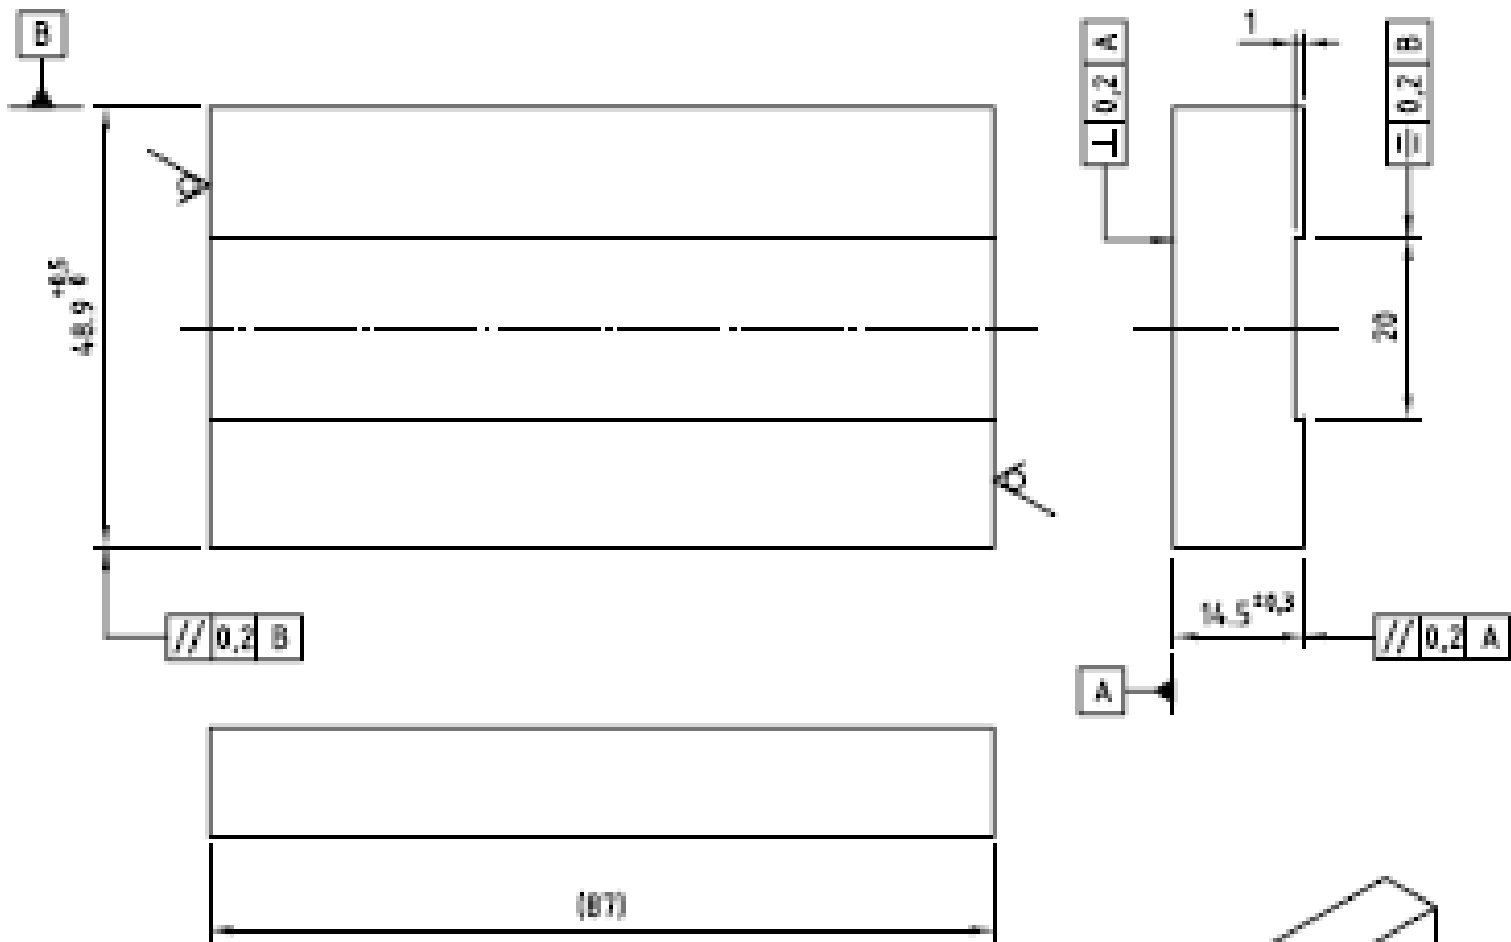 B
1
⊥ 0,2 A
⌯ 0,2 B
48.9 +0,5 0
20
14.5 ±0,3
// 0,2 B
// 0,2 A
A
(87)